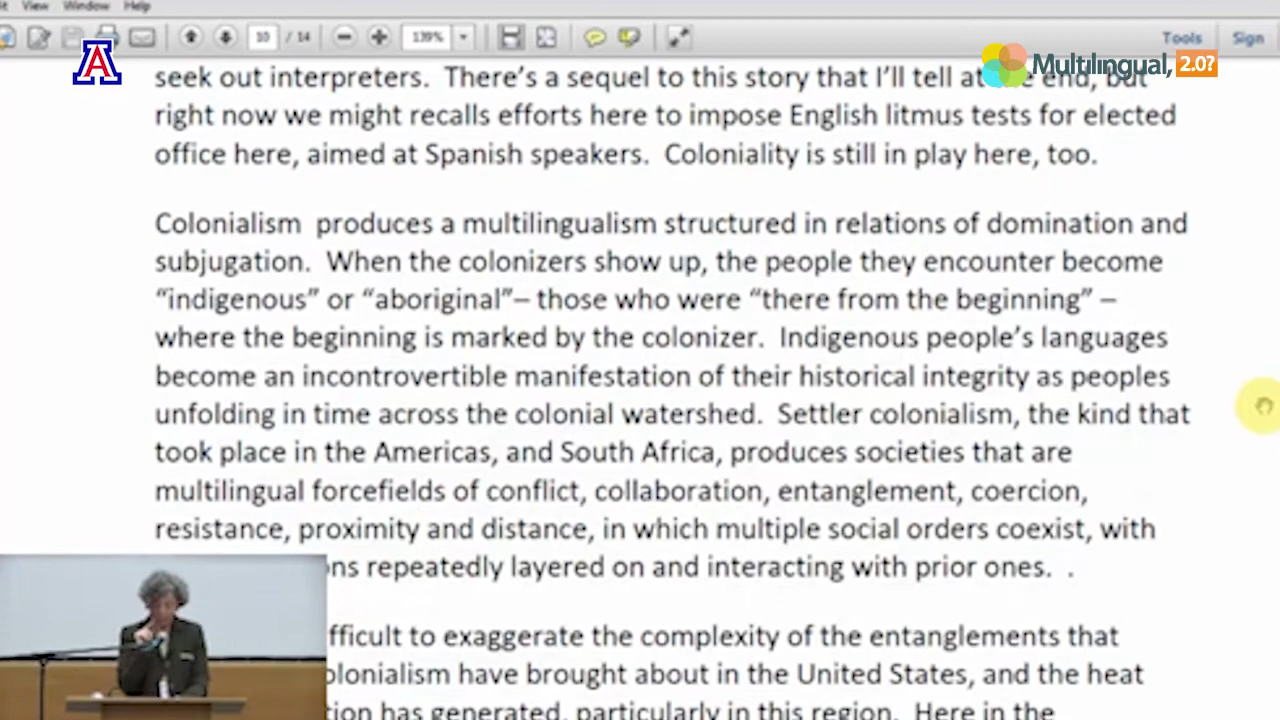 View Window Help
10 / 14 139% Tools Sign
A
Multilingual, 2.0?
seek out interpreters.  There's a sequel to this story that I'll tell at end, but
right now we might recalls efforts here to impose English litmus tests for elected
office here, aimed at Spanish speakers.  Coloniality is still in play here, too.
Colonialism  produces a multilingualism structured in relations of domination and
subjugation.  When the colonizers show up, the people they encounter become
“indigenous” or “aboriginal”– those who were “there from the beginning” –
where the beginning is marked by the colonizer.  Indigenous people’s languages
become an incontrovertible manifestation of their historical integrity as peoples
unfolding in time across the colonial watershed.  Settler colonialism, the kind that
took place in the Americas, and South Africa, produces societies that are
multilingual forcefields of conflict, collaboration, entanglement, coercion,
resistance, proximity and distance, in which multiple social orders coexist, with
repeatedly layered on and interacting with prior ones.  .
to exaggerate the complexity of the entanglements that
have brought about in the United States, and the heat
has generated, particularly in this region.  Here in the